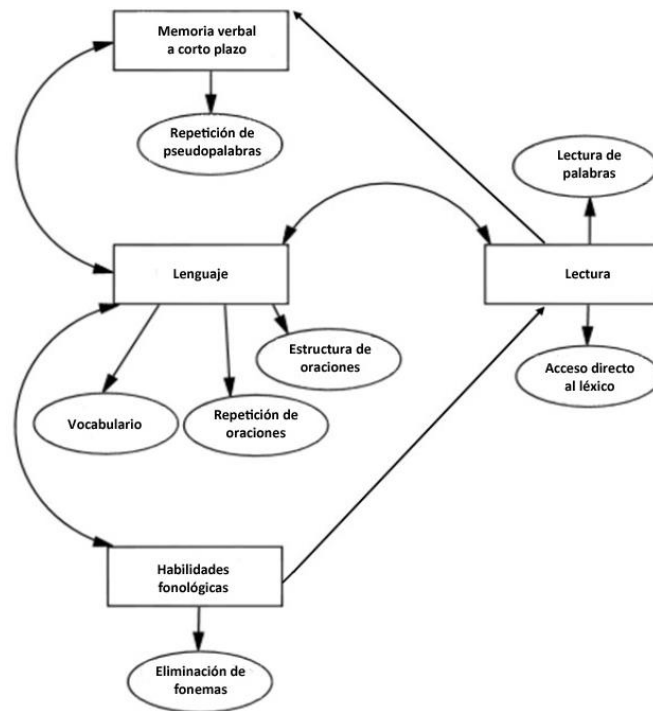 Memoria verbal
a corto plazo
Repetición de
pseudopalabras
Lectura de
palabras
Lenguaje
Lectura
Estructura de
oraciones
Acceso directo
al léxico
Vocabulario
Repetición de
oraciones
Habilidades
fonológicas
Eliminación de
fonemas